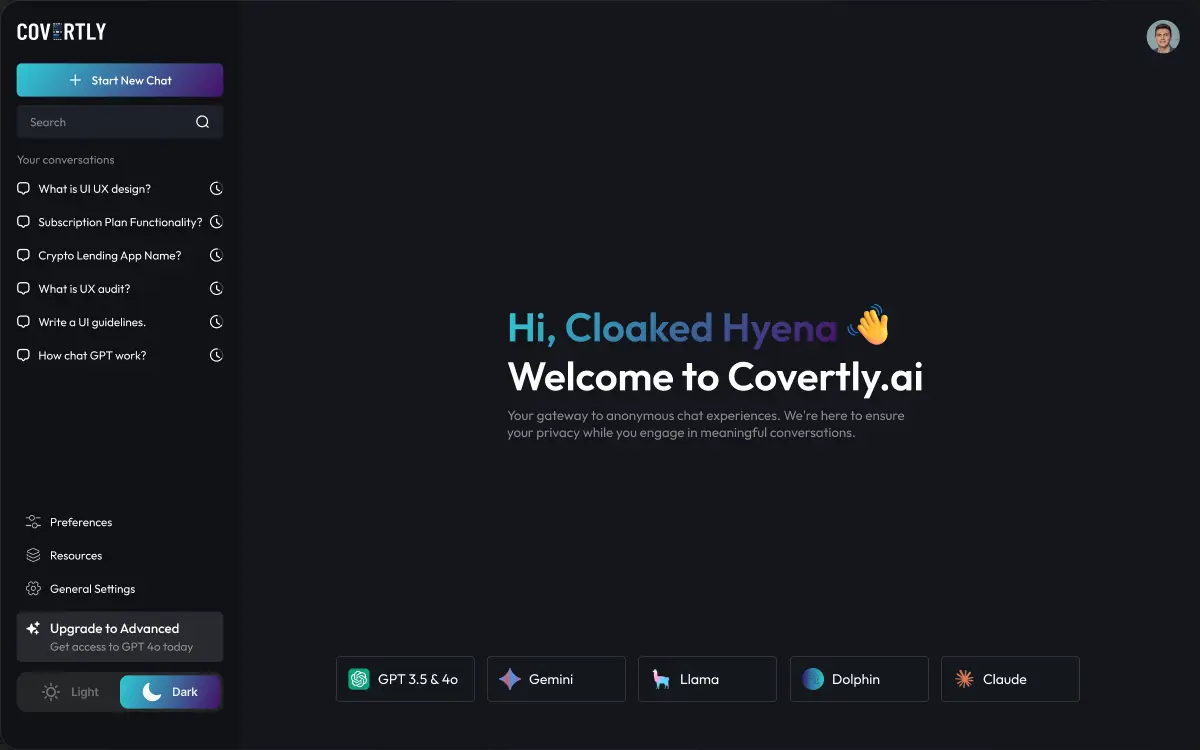 COVERTLY
Start New Chat
Search
Your conversations
What is UI UX design?
Subscription Plan Functionality?
Crypto Lending App Name?
What is UX audit?
Write a UI guidelines.
How chat GPT work?
Preferences
Resources
General Settings
Upgrade to Advanced
Get access to GPT 4o today
Light
Dark
Hi, Cloaked Hyena
Welcome to Covertly.ai
Your gateway to anonymous chat experiences. We're here to ensure
your privacy while you engage in meaningful conversations.
GPT 3.5 & 4o
Gemini
Llama
Dolphin
Claude